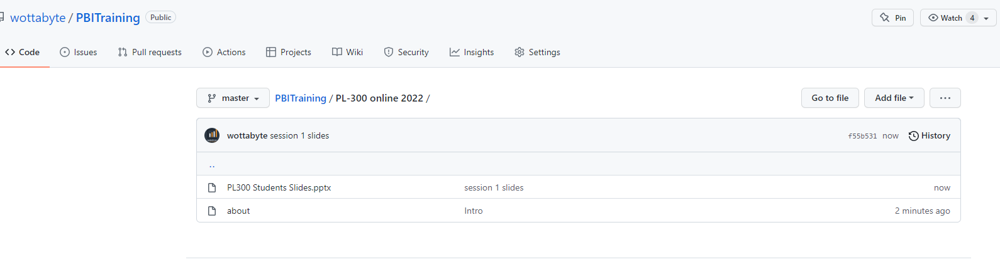 wottabyte / PBITraining Public Pin Watch 4
Code Issues Pull requests Actions Projects Wiki Security Insights Settings
master PBITraining / PL-300 online 2022 / Go to file Add file ...
wottabyte session 1 slides f55b531 now History
..
PL300 Students Slides.pptx session 1 slides now
about Intro 2 minutes ago